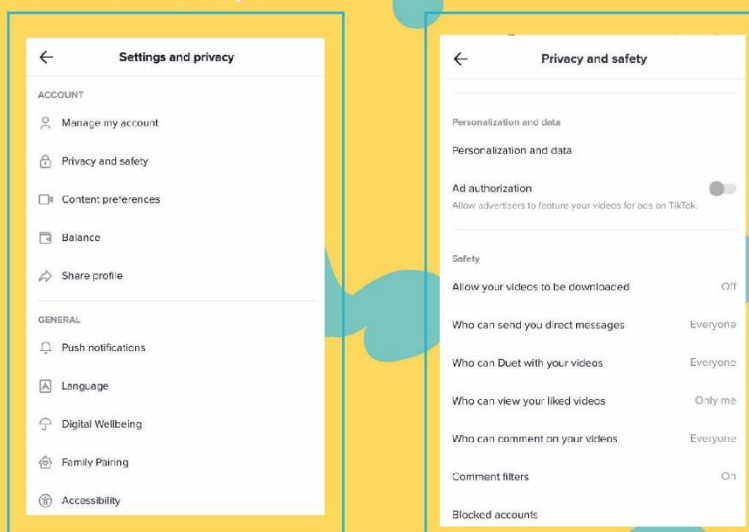 Settings and privacy
ACCOUNT
Manage my account
Privacy and safety
Content preferences
Balance
Share profile
GENERAL
Push notifications
Language
Digital Wellbeing
Family Pairing
Accessibility
Privacy and safety
Personalization and data
Personalization and data
Ad authorization
Allow advertisers to feature your videos for ads on TikTok.
Safety
Allow your videos to be downloaded Off
Who can send you direct messages Everyone
Who can Duet with your videos Everyone
Who can view your liked videos Only me
Who can comment on your videos Everyone
Comment filters On
Blocked accounts